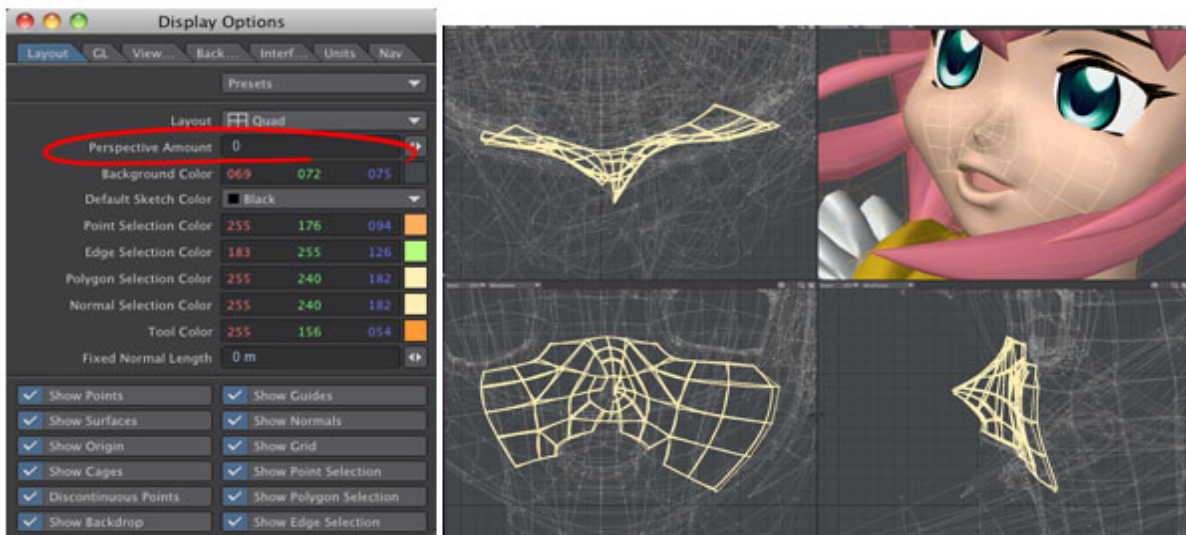 Display Options
Layout GL View... Back... Interf... Units Nav
Presets
Layout Quad
Perspective Amount 0
Background Color 069 072 075
Default Sketch Color Black
Point Selection Color 255 176 094
Edge Selection Color 183 255 126
Polygon Selection Color 255 240 182
Normal Selection Color 255 240 182
Tool Color 255 156 054
Fixed Normal Length 0 m
Show Points Show Guides
Show Surfaces Show Normals
Show Origin Show Grid
Show Cages Show Point Selection
Discontinuous Points Show Polygon Selection
Show Backdrop Show Edge Selection